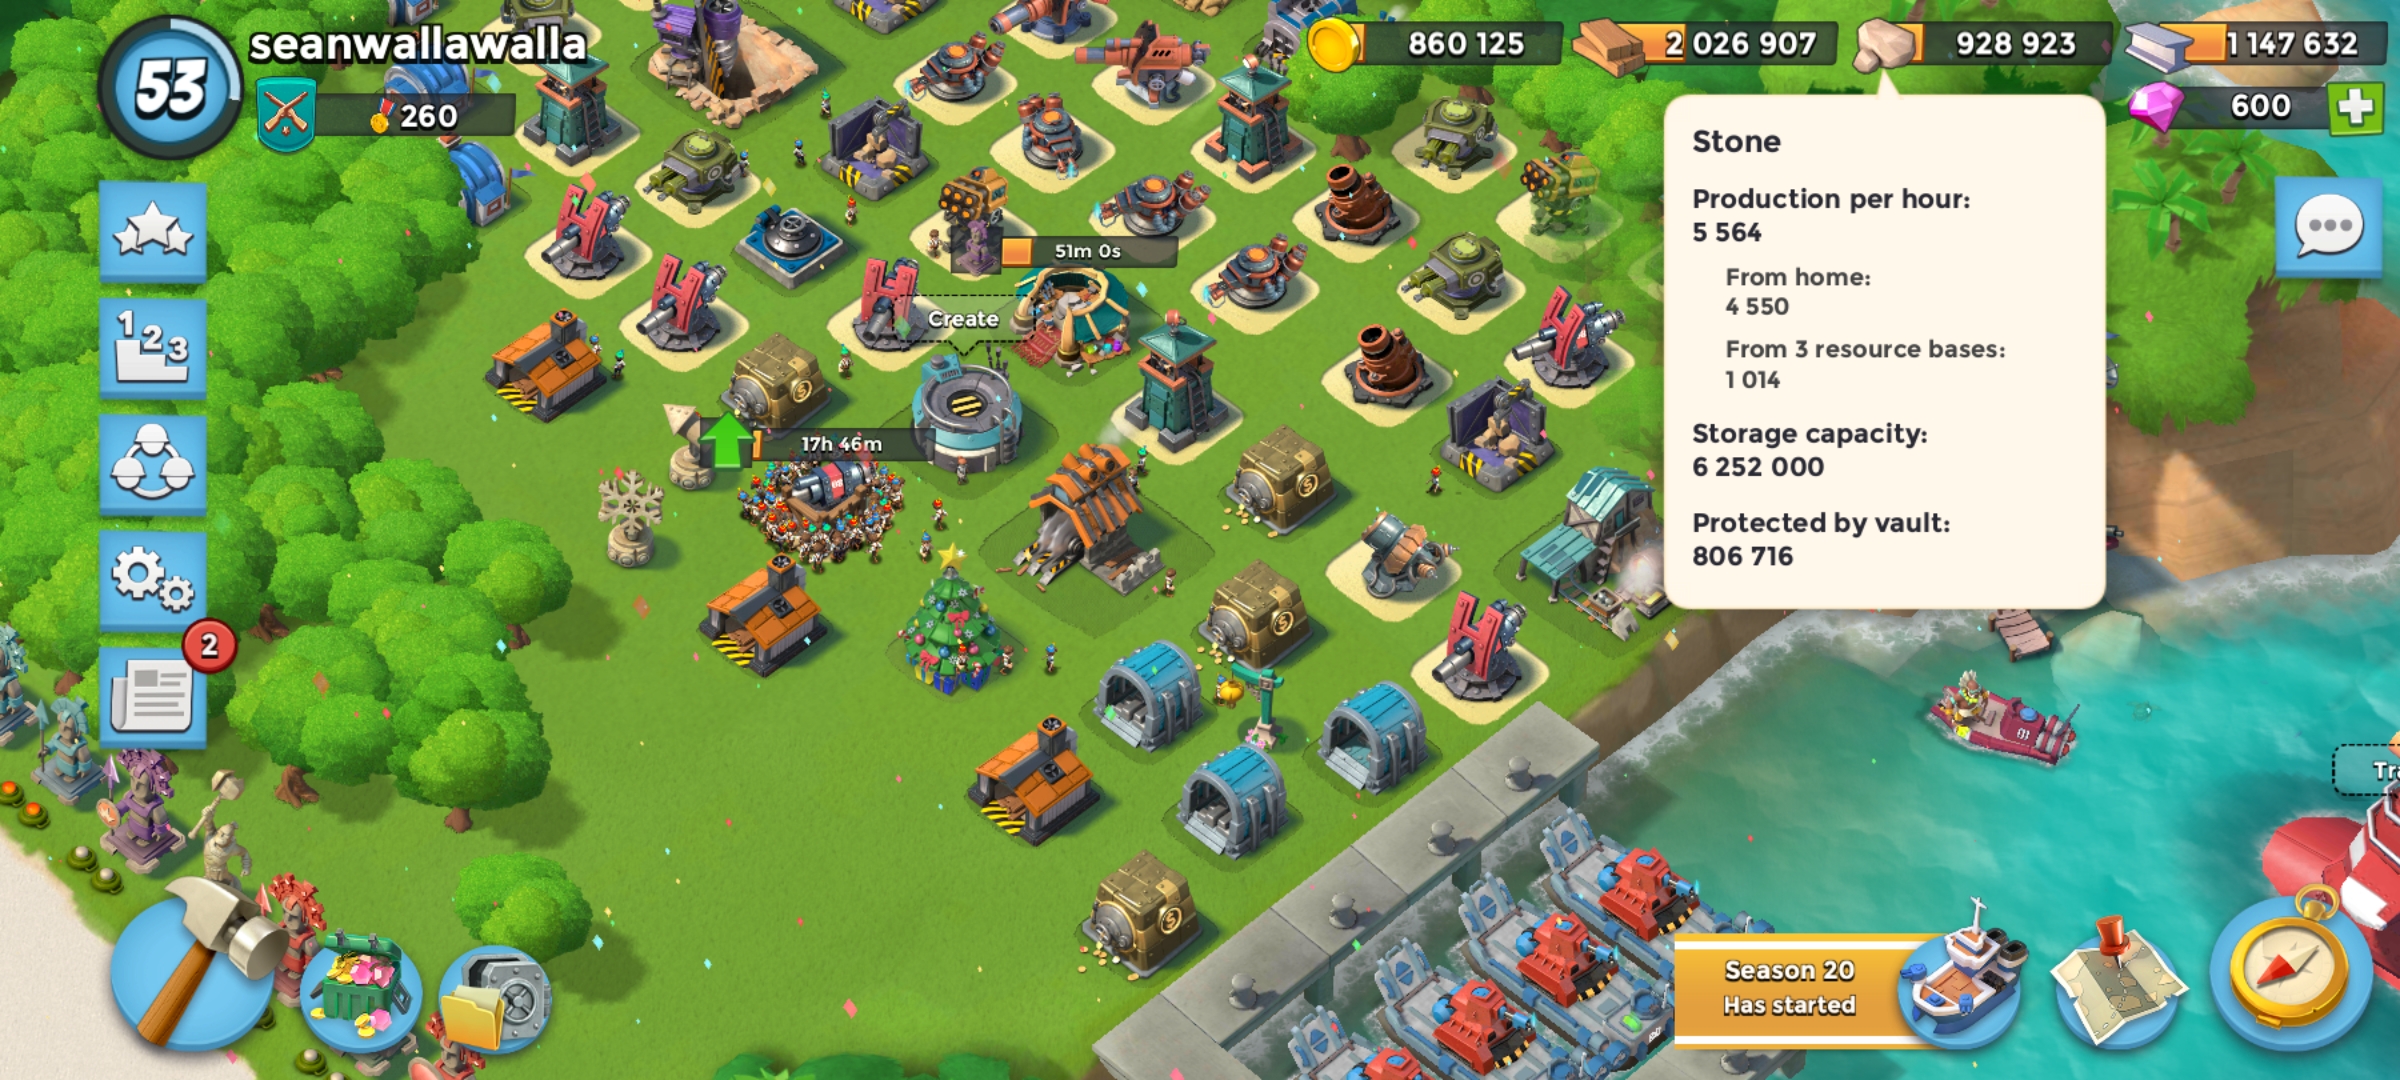 53
seanwallawalla
260
860 125
2 026 907
928 923
1 147 632
600
Stone
Production per hour:
5 564
From home:
4 550
From 3 resource bases:
1 014
Storage capacity:
6 252 000
Protected by vault:
806 716
51m 0s
Create
17h 46m
123
2
Season 20
Has started